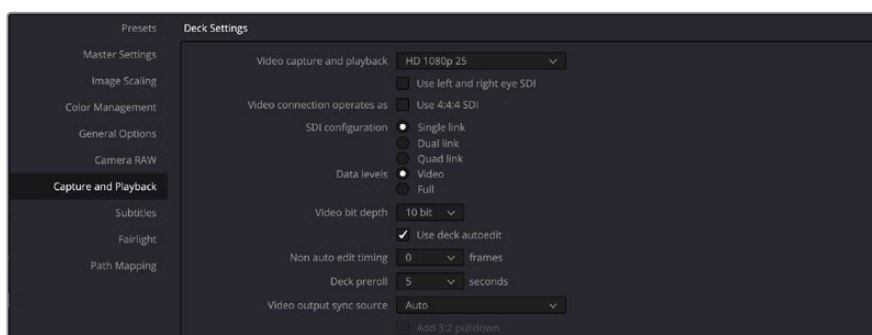 Presets
Master Settings
Image Scaling
Color Management
General Options
Camera RAW
Capture and Playback
Subtitles
Fairlight
Path Mapping
Deck Settings
Video capture and playback HD 1080p 25
Use left and right eye SDI
Video connection operates as Use 4:4:4 SDI
SDI configuration Single link
Dual link
Quad link
Data levels Video
Full
Video bit depth 10 bit
Use deck autoedit
Non auto edit timing 0 frames
Deck preroll 5 seconds
Video output sync source Auto
Add 3:2 pulldown